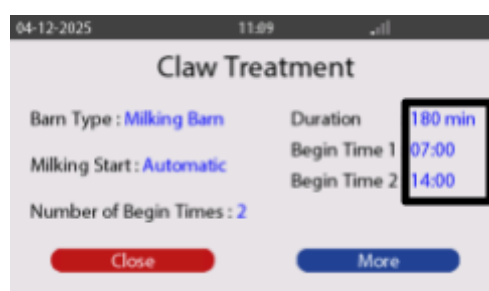 04-12-2025 11:09
Claw Treatment
Barn Type : Milking Barn
Milking Start : Automatic
Number of Begin Times : 2
Duration 180 min
Begin Time 1 07:00
Begin Time 2 14:00
Close More